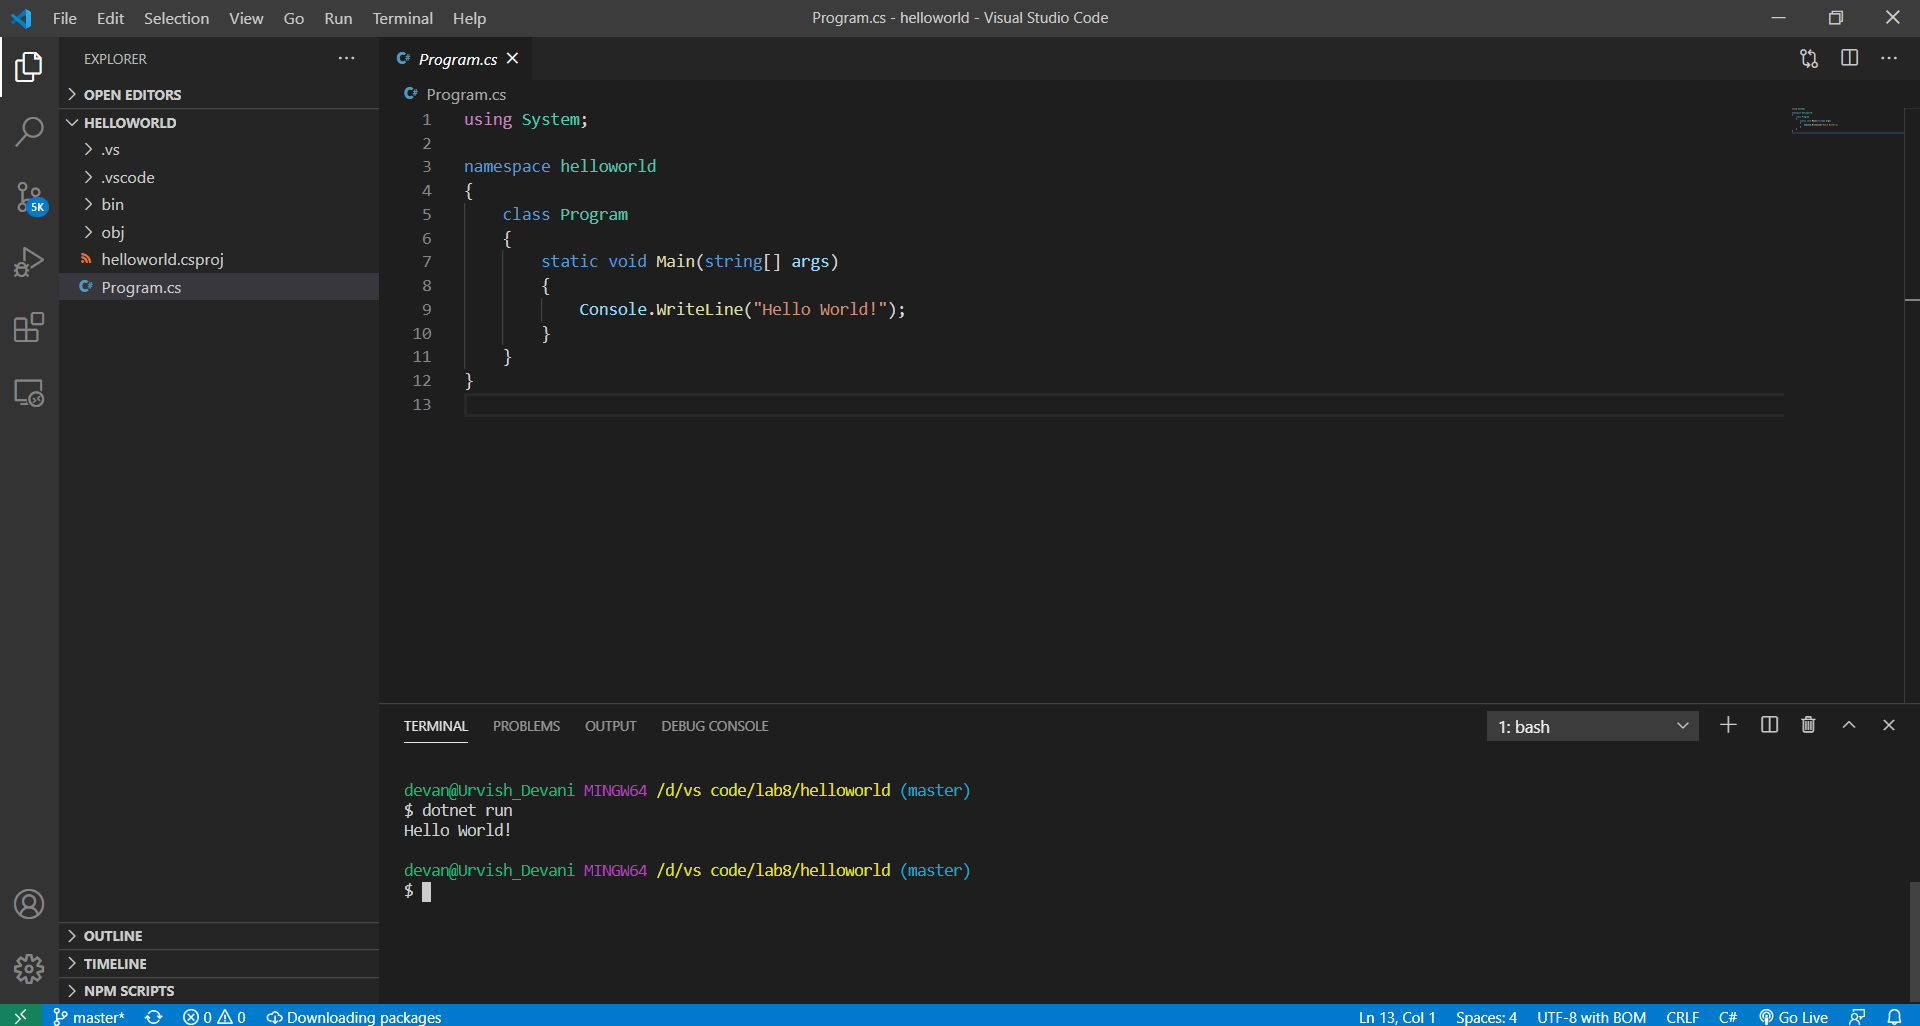 File Edit Selection View Go Run Terminal Help
Program.cs - helloworld - Visual Studio Code
EXPLORER
OPEN EDITORS
HELLOWORLD
.vs
.vscode
bin
obj
helloworld.csproj
C# Program.cs
5K
OUTLINE
TIMELINE
NPM SCRIPTS
C# Program.cs
C# Program.cs
1 using System;
2
3 namespace helloworld
4 {
5 class Program
6 {
7 static void Main(string[] args)
8 {
9 Console.WriteLine("Hello World!");
10 }
11 }
12 }
13
TERMINAL PROBLEMS OUTPUT DEBUG CONSOLE
1: bash
devan@Urvish_Devani MINGW64 /d/vs code/lab8/helloworld (master)
$ dotnet run
Hello World!
devan@Urvish_Devani MINGW64 /d/vs code/lab8/helloworld (master)
$
master* 0 0 Downloading packages
Ln 13, Col 1 Spaces: 4 UTF-8 with BOM CRLF C# Go Live